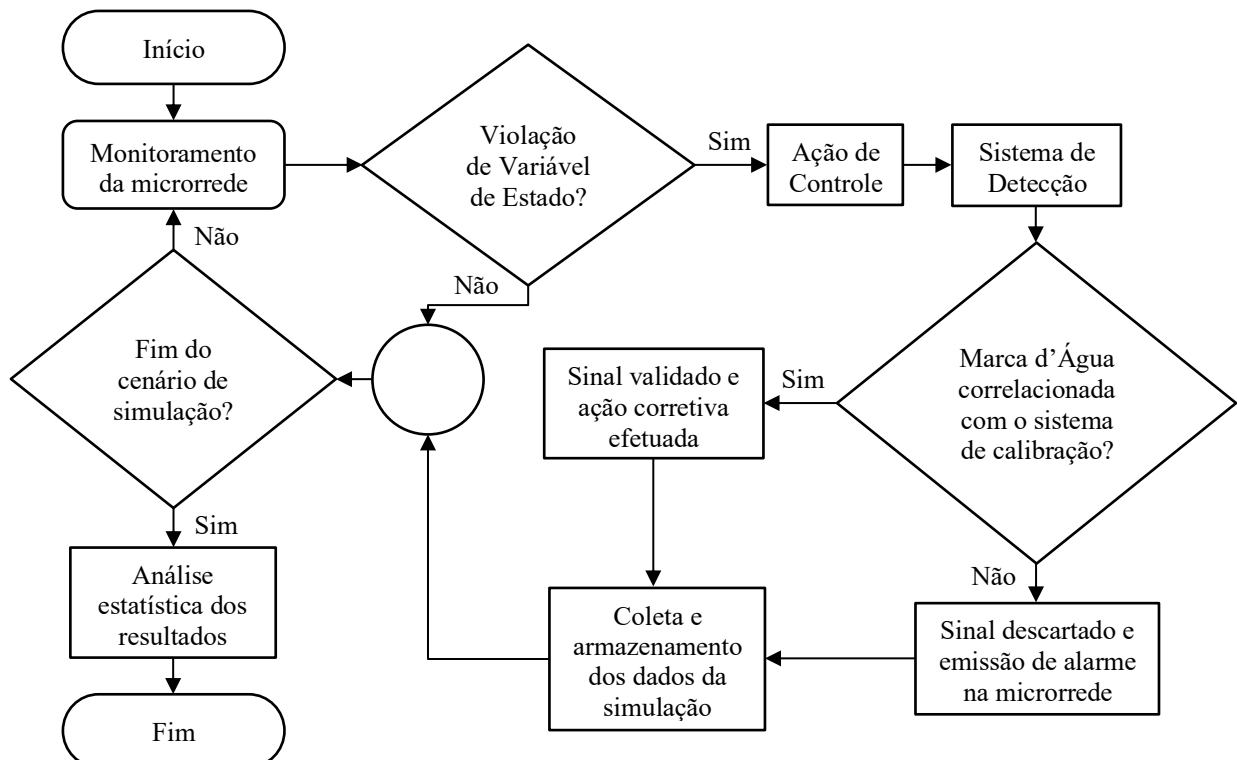 Início
Monitoramento
da microrrede
Violação
de Variável
de Estado?
Sim
Ação de
Controle
Sistema de
Detecção
Não
Não
Fim do
cenário de
simulação?
Sinal validado e
ação corretiva
efetuada
Sim
Marca d’Água
correlacionada
com o sistema
de calibração?
Sim
Não
Análise
estatística dos
resultados
Coleta e
armazenamento
dos dados da
simulação
Sinal descartado e
emissão de alarme
na microrrede
Fim